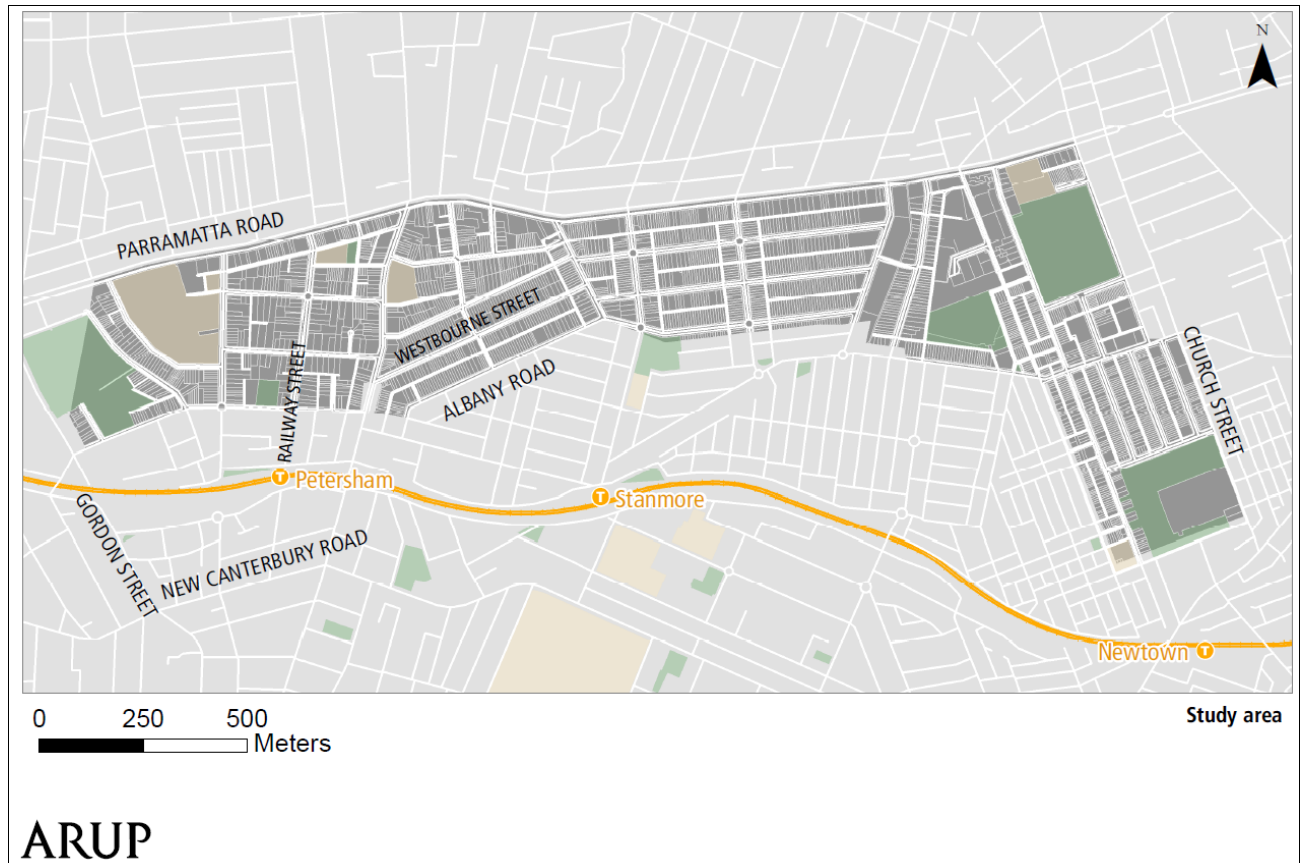 N
PARRAMATTA ROAD
WESTBOURNE STREET
RAILWAY STREET
ALBANY ROAD
CHURCH STREET
T Petersham
T Stanmore
GORDON STREET
NEW CANTERBURY ROAD
Newtown T
0 250 500
Meters
Study area
ARUP